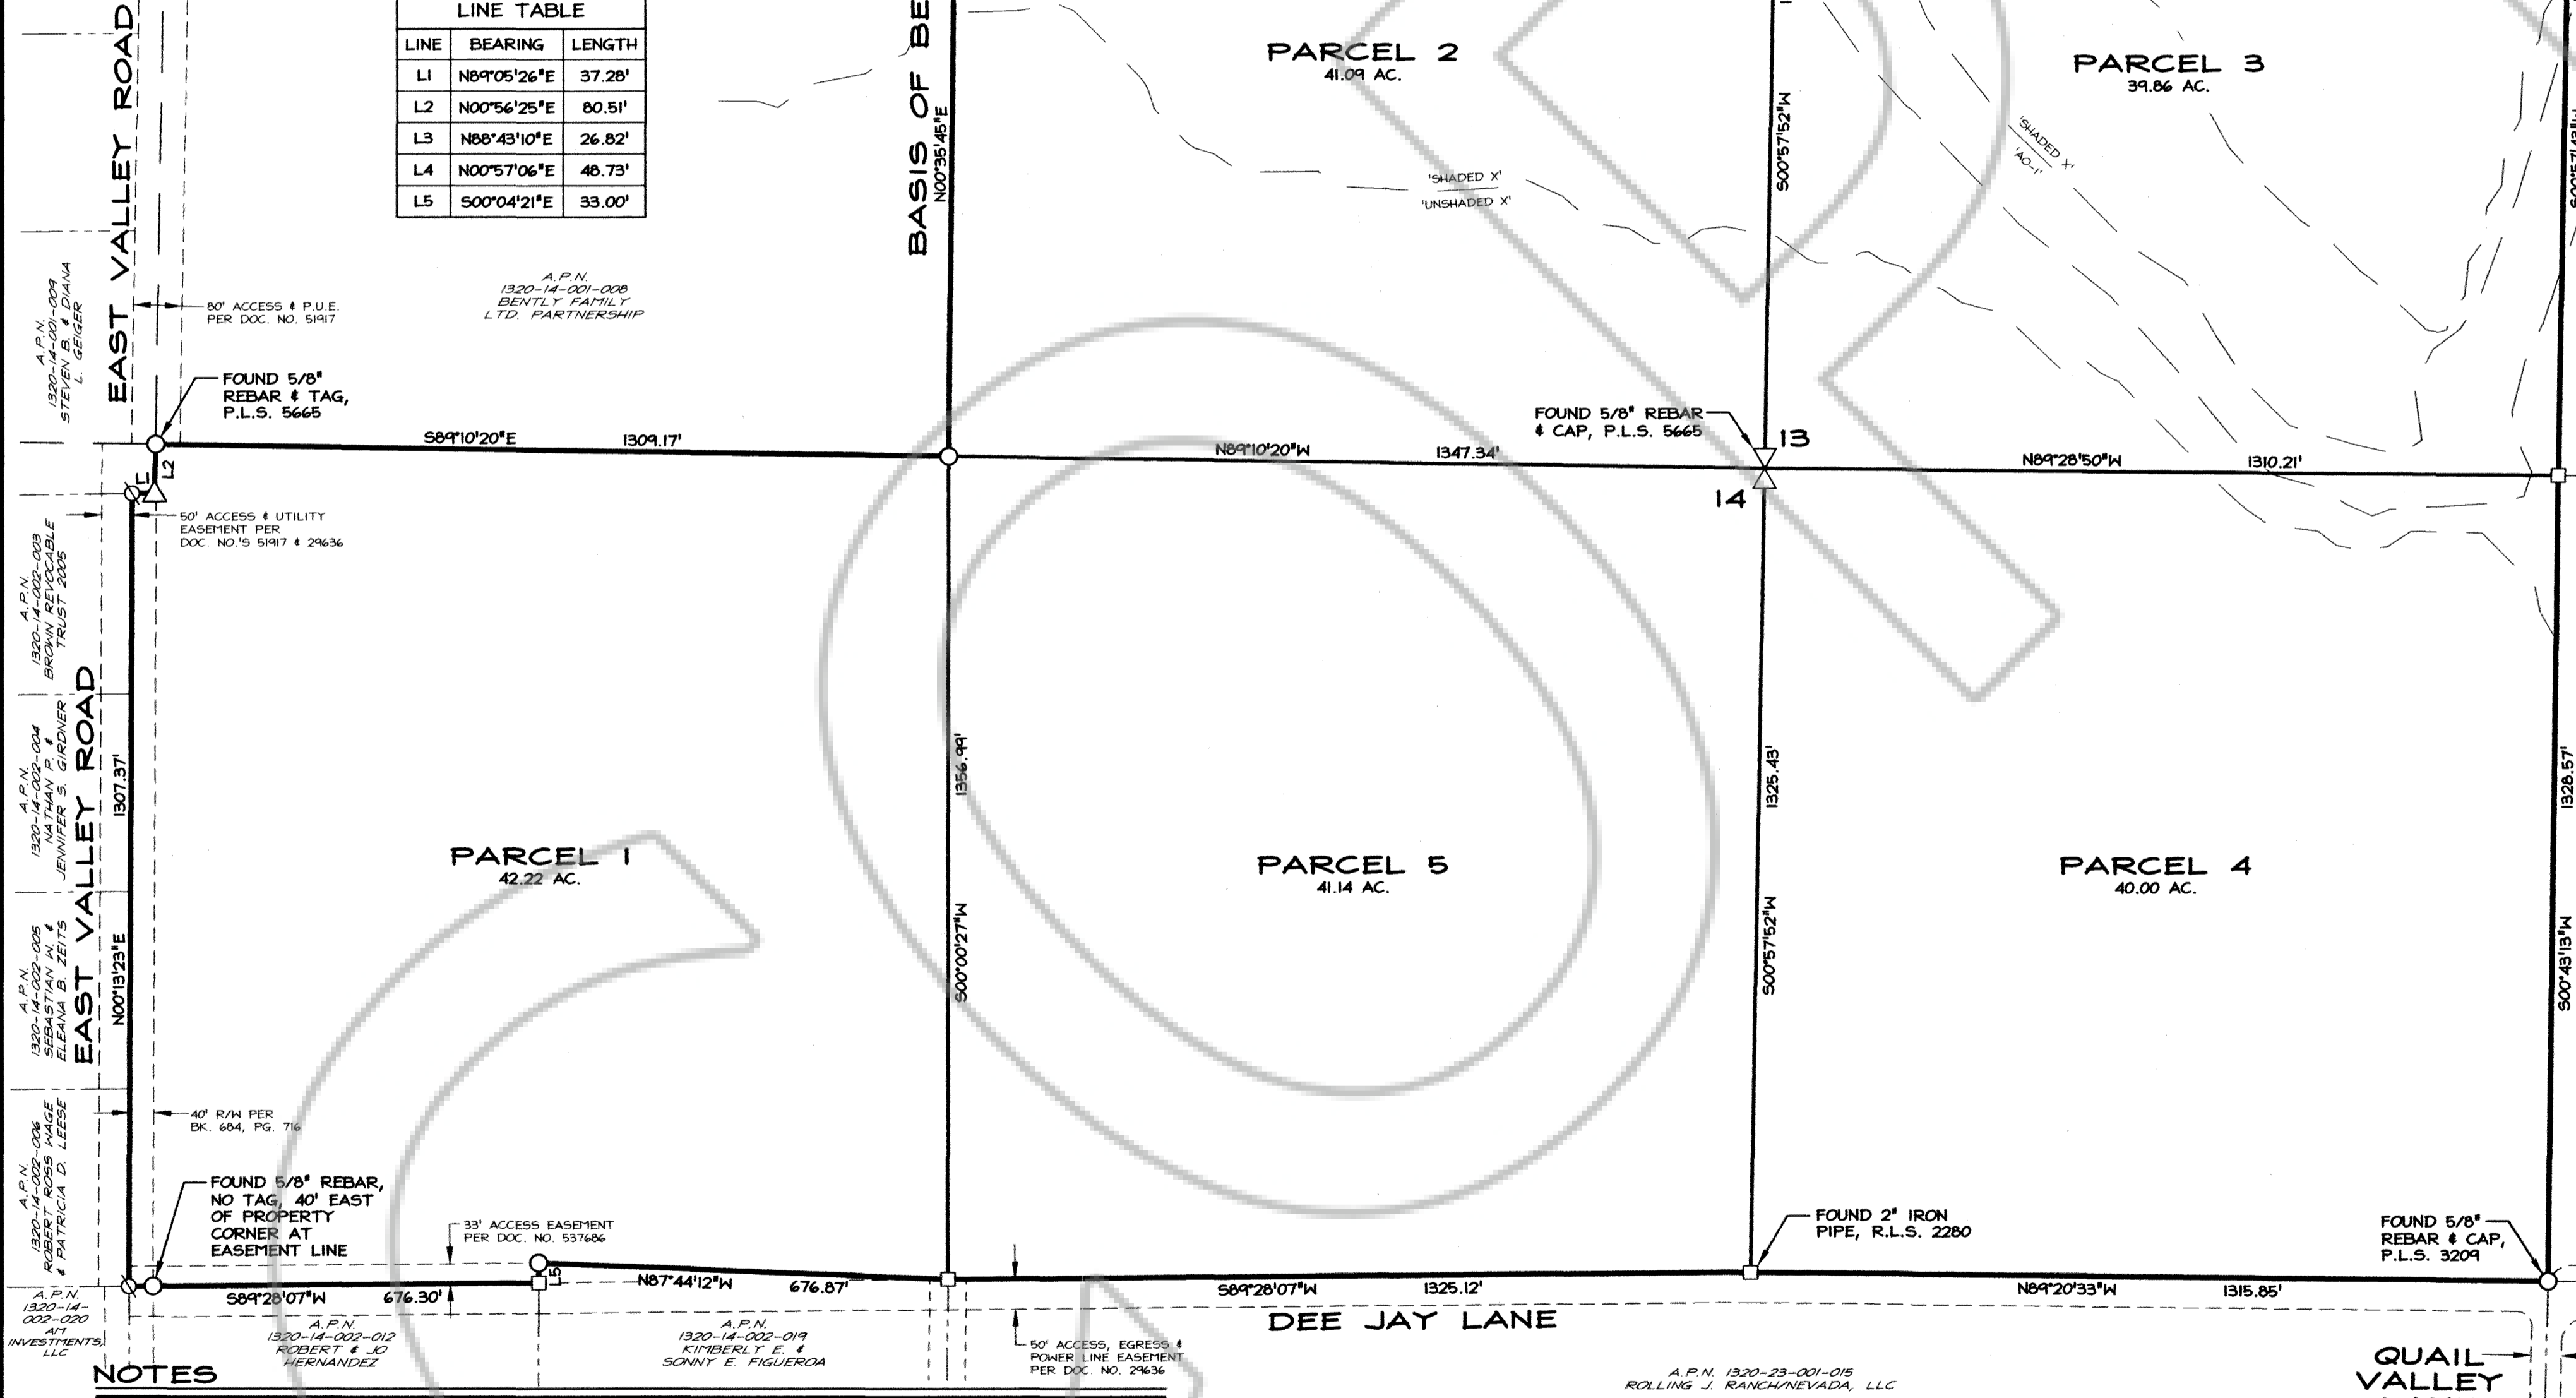 LINE TABLE
LINE BEARING LENGTH
L1 N89°05'26"E 37.28'
L2 N00°56'25"E 80.51'
L3 N88°43'10"E 26.82'
L4 N00°57'06"E 48.73'
L5 S00°04'21"E 33.00'
EAST VALLEY ROAD
A.P.N.
1320-14-001-009
STEVEN B. & DIANA
L. GEIGER
80' ACCESS & P.U.E.
PER DOC. NO. 51917
A.P.N.
1320-14-001-008
BENTLY FAMILY
LTD. PARTNERSHIP
BASIS OF BE
N00°35'45"E
PARCEL 2
41.09 AC.
'SHADED X'
'UNSHADED X'
S00°57'52"W
PARCEL 3
39.86 AC.
'SHADED X'
'AO-1'
FOUND 5/8"
REBAR & TAG,
P.L.S. 5665
S89°10'20"E 1309.17'
N89°10'20"W 1347.34'
FOUND 5/8" REBAR
& CAP, P.L.S. 5665
13
14
N89°28'50"W 1310.21'
L1
L2
50' ACCESS & UTILITY
EASEMENT PER
DOC. NO.'S 51917 & 29636
A.P.N.
1320-14-002-003
BROWN REVOCABLE
TRUST 2005
A.P.N.
1320-14-002-004
NATHAN P. &
JENNIFER S. GIRDNER
A.P.N.
1320-14-002-005
SEBASTIAN W. &
ELEANA B. ZEITS
A.P.N.
1320-14-002-006
ROBERT ROSS WAGE
& PATRICIA D. LEESE
EAST VALLEY ROAD
N00°13'23"E 1307.37'
PARCEL 1
42.22 AC.
S00°00'27"W 1356.99'
PARCEL 5
41.14 AC.
S00°57'52"W 1325.43'
PARCEL 4
40.00 AC.
S00°43'13"W 1328.57'
40' R/W PER
BK. 684, PG. 716
FOUND 5/8" REBAR,
NO TAG, 40' EAST
OF PROPERTY
CORNER AT
EASEMENT LINE
33' ACCESS EASEMENT
PER DOC. NO. 537686
L5
FOUND 2" IRON
PIPE, R.L.S. 2280
FOUND 5/8"
REBAR & CAP,
P.L.S. 3209
S89°28'07"W 676.30'
N87°44'12"W 676.87'
S89°28'07"W 1325.12'
N89°20'33"W 1315.85'
DEE JAY LANE
A.P.N.
1320-14-
002-020
AM
INVESTMENTS,
LLC
A.P.N.
1320-14-002-012
ROBERT & JO
HERNANDEZ
A.P.N.
1320-14-002-019
KIMBERLY E. &
SONNY E. FIGUEROA
50' ACCESS, EGRESS &
POWER LINE EASEMENT
PER DOC. NO. 29636
A.P.N. 1320-23-001-015
ROLLING J. RANCH/NEVADA, LLC
QUAIL
VALLEY
NOTES